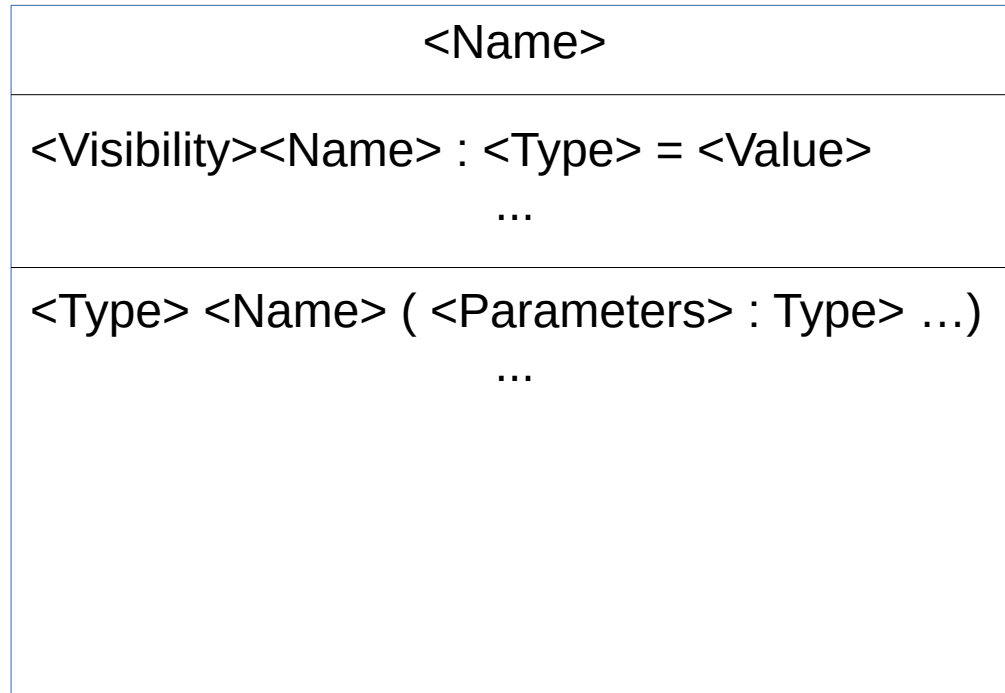 <Name>
<Visibility><Name> : <Type> = <Value>
...
<Type> <Name> ( <Parameters> : Type> …)
...